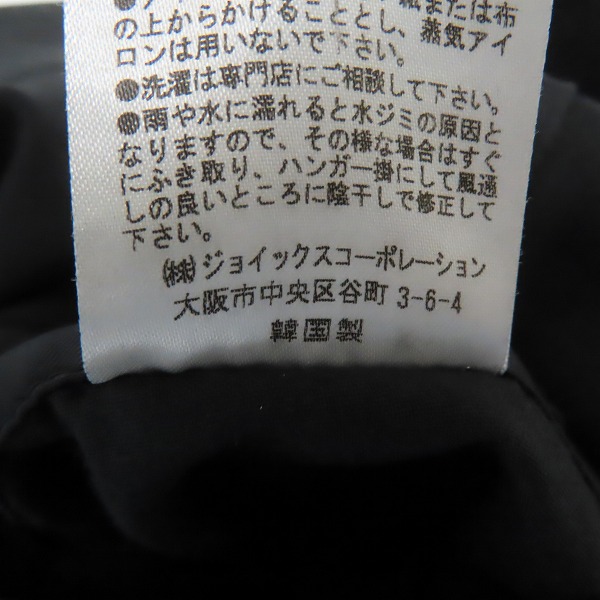 紙または布
の上からかけることとし、蒸気アイ
ロンは用いないで下さい。
●洗濯は専門店にご相談して下さい。
●雨や水に濡れると水ジミの原因と
なりますので、その様な場合はすぐ
にふき取り、ハンガー掛にして風通
しの良いところに陰干しで修正して
下さい。
㈱ジョイックスコーポレーション
大阪市中央区谷町 3-6-4
韓国製